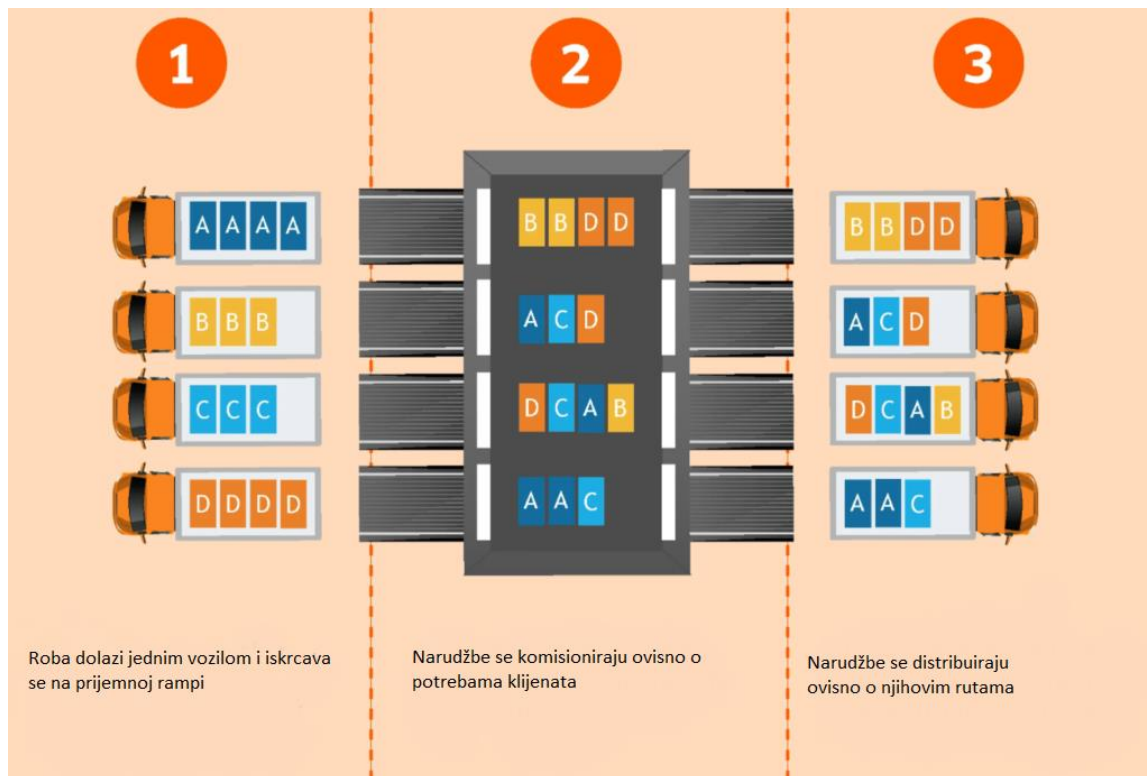 1
2
3
A A A A
B B B
C C C
D D D D
B B D D
A C D
D C A B
A A C
B B D D
A C D
D C A B
A A C
Roba dolazi jednim vozilom i iskrcava
se na prijemnoj rampi
Narudžbe se komisioniraju ovisno o
potrebama klijenata
Narudžbe se distribuiraju
ovisno o njihovim rutama